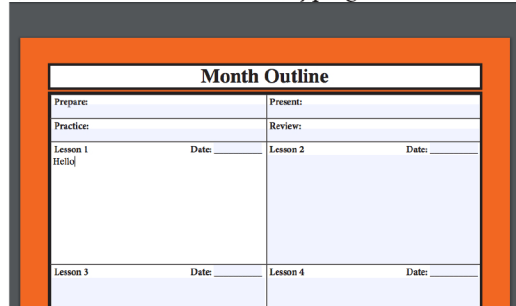 Month Outline
Prepare: Present:
Practice: Review:
Lesson 1 Date: Lesson 2 Date:
Hello
Lesson 3 Date: Lesson 4 Date: